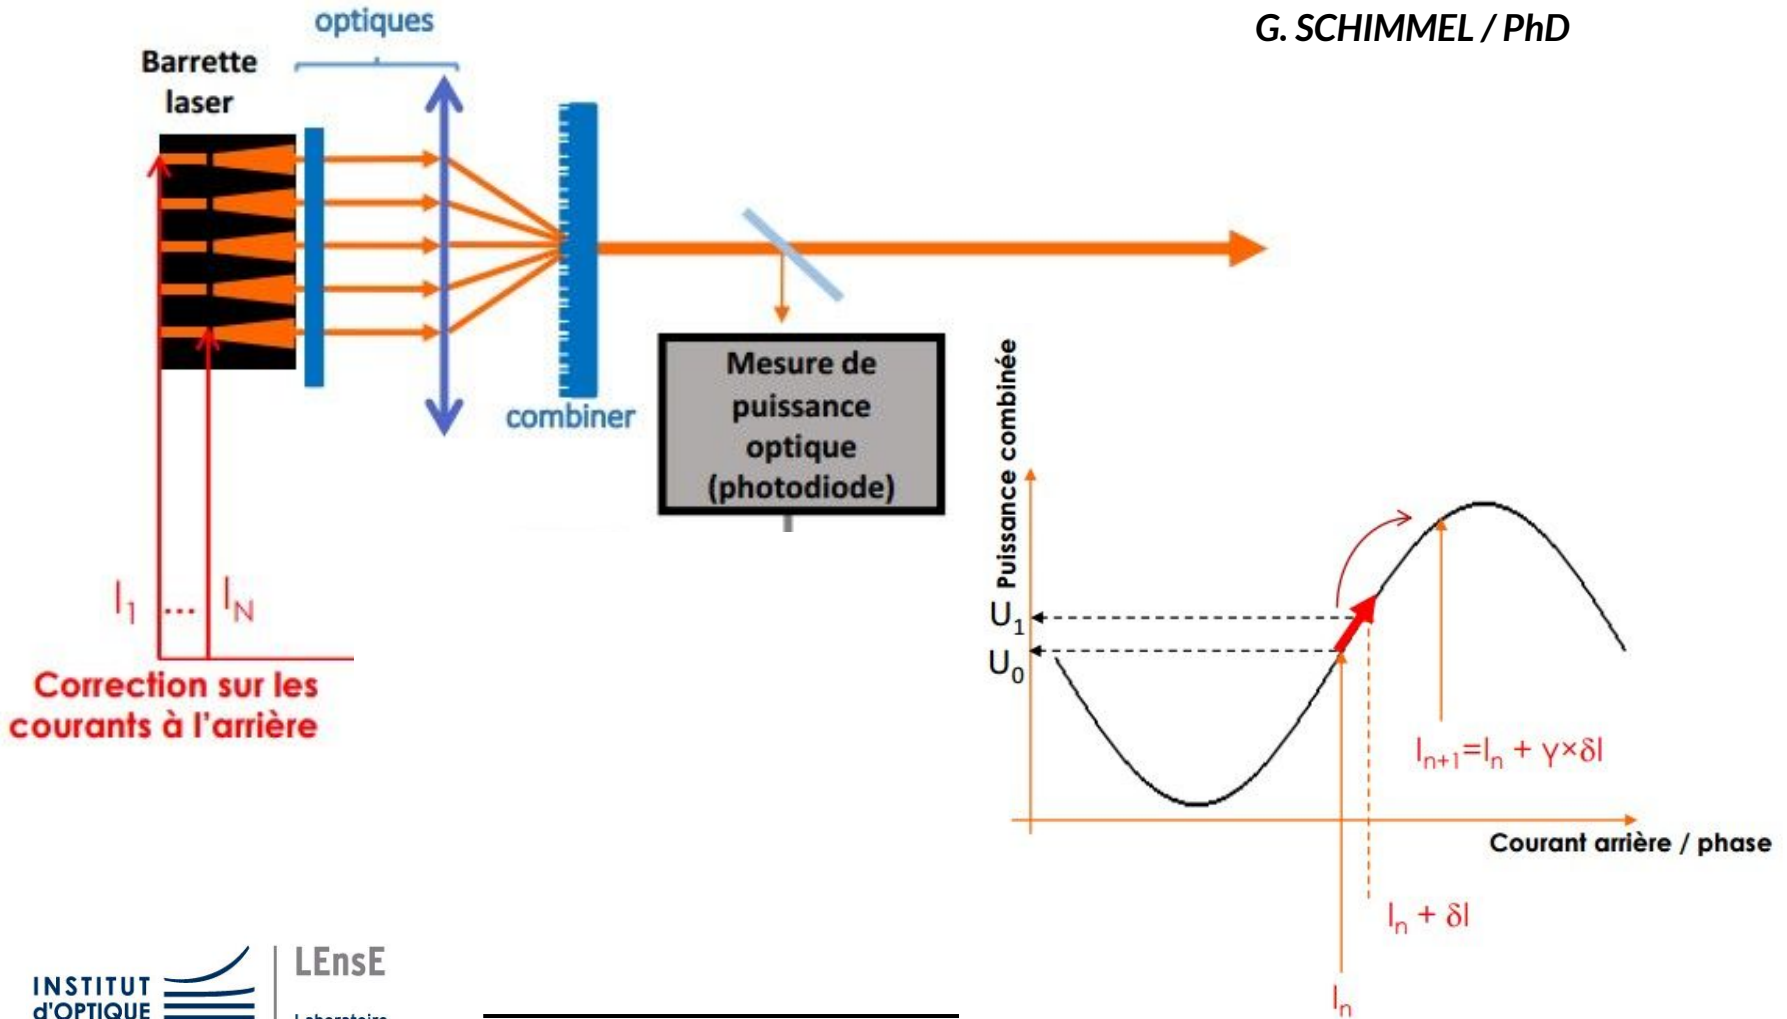 optiques
G. SCHIMMEL / PhD
Barrette
laser
combiner
Mesure de
puissance
optique
(photodiode)
I1 ... IN
Correction sur les
courants à l'arrière
Puissance combinée
U1
U0
In+1=In + γ×δI
Courant arrière / phase
In + δI
In
INSTITUT
d'OPTIQUE
LEnsE